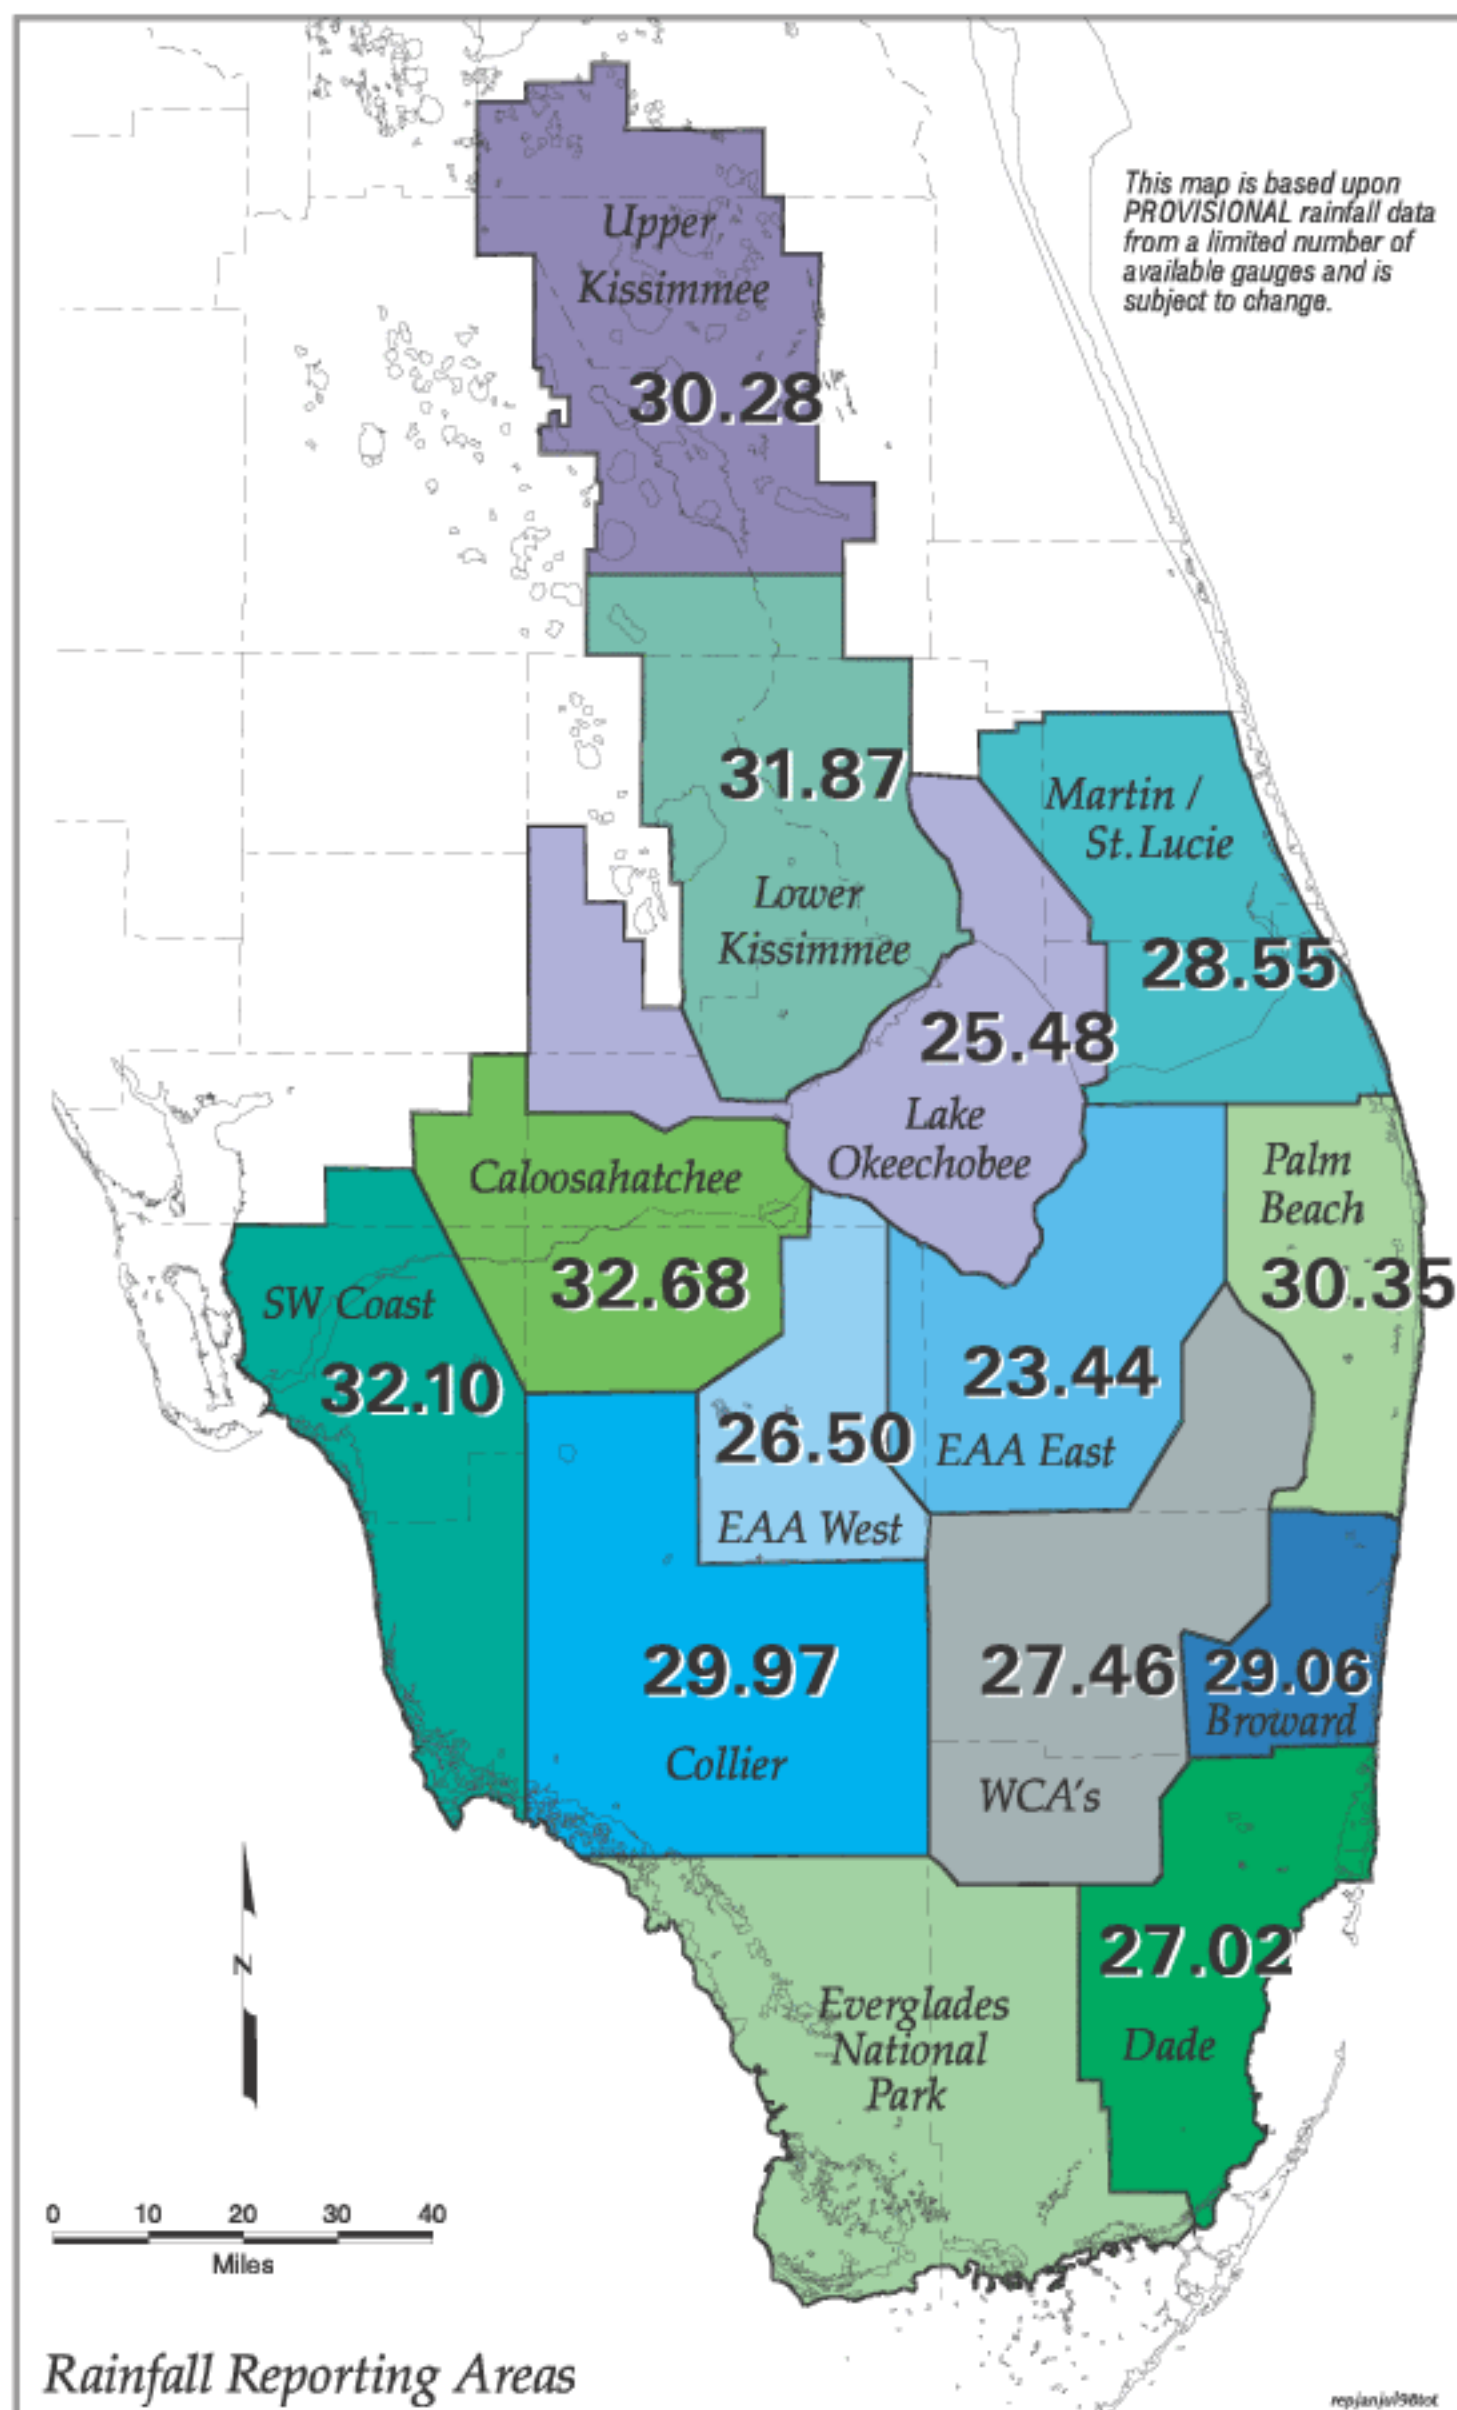 This map is based upon
PROVISIONAL rainfall data
from a limited number of
available gauges and is
subject to change.
Upper
Kissimmee
30.28
31.87
Lower
Kissimmee
Martin /
St. Lucie
28.55
25.48
Lake
Okeechobee
Caloosahatchee
32.68
Palm
Beach
30.35
SW Coast
32.10
23.44
EAA East
26.50
EAA West
29.97
Collier
27.46
WCA's
29.06
Broward
27.02
Dade
Everglades
National
Park
N
0 10 20 30 40
Miles
Rainfall Reporting Areas
repjanjul98tot